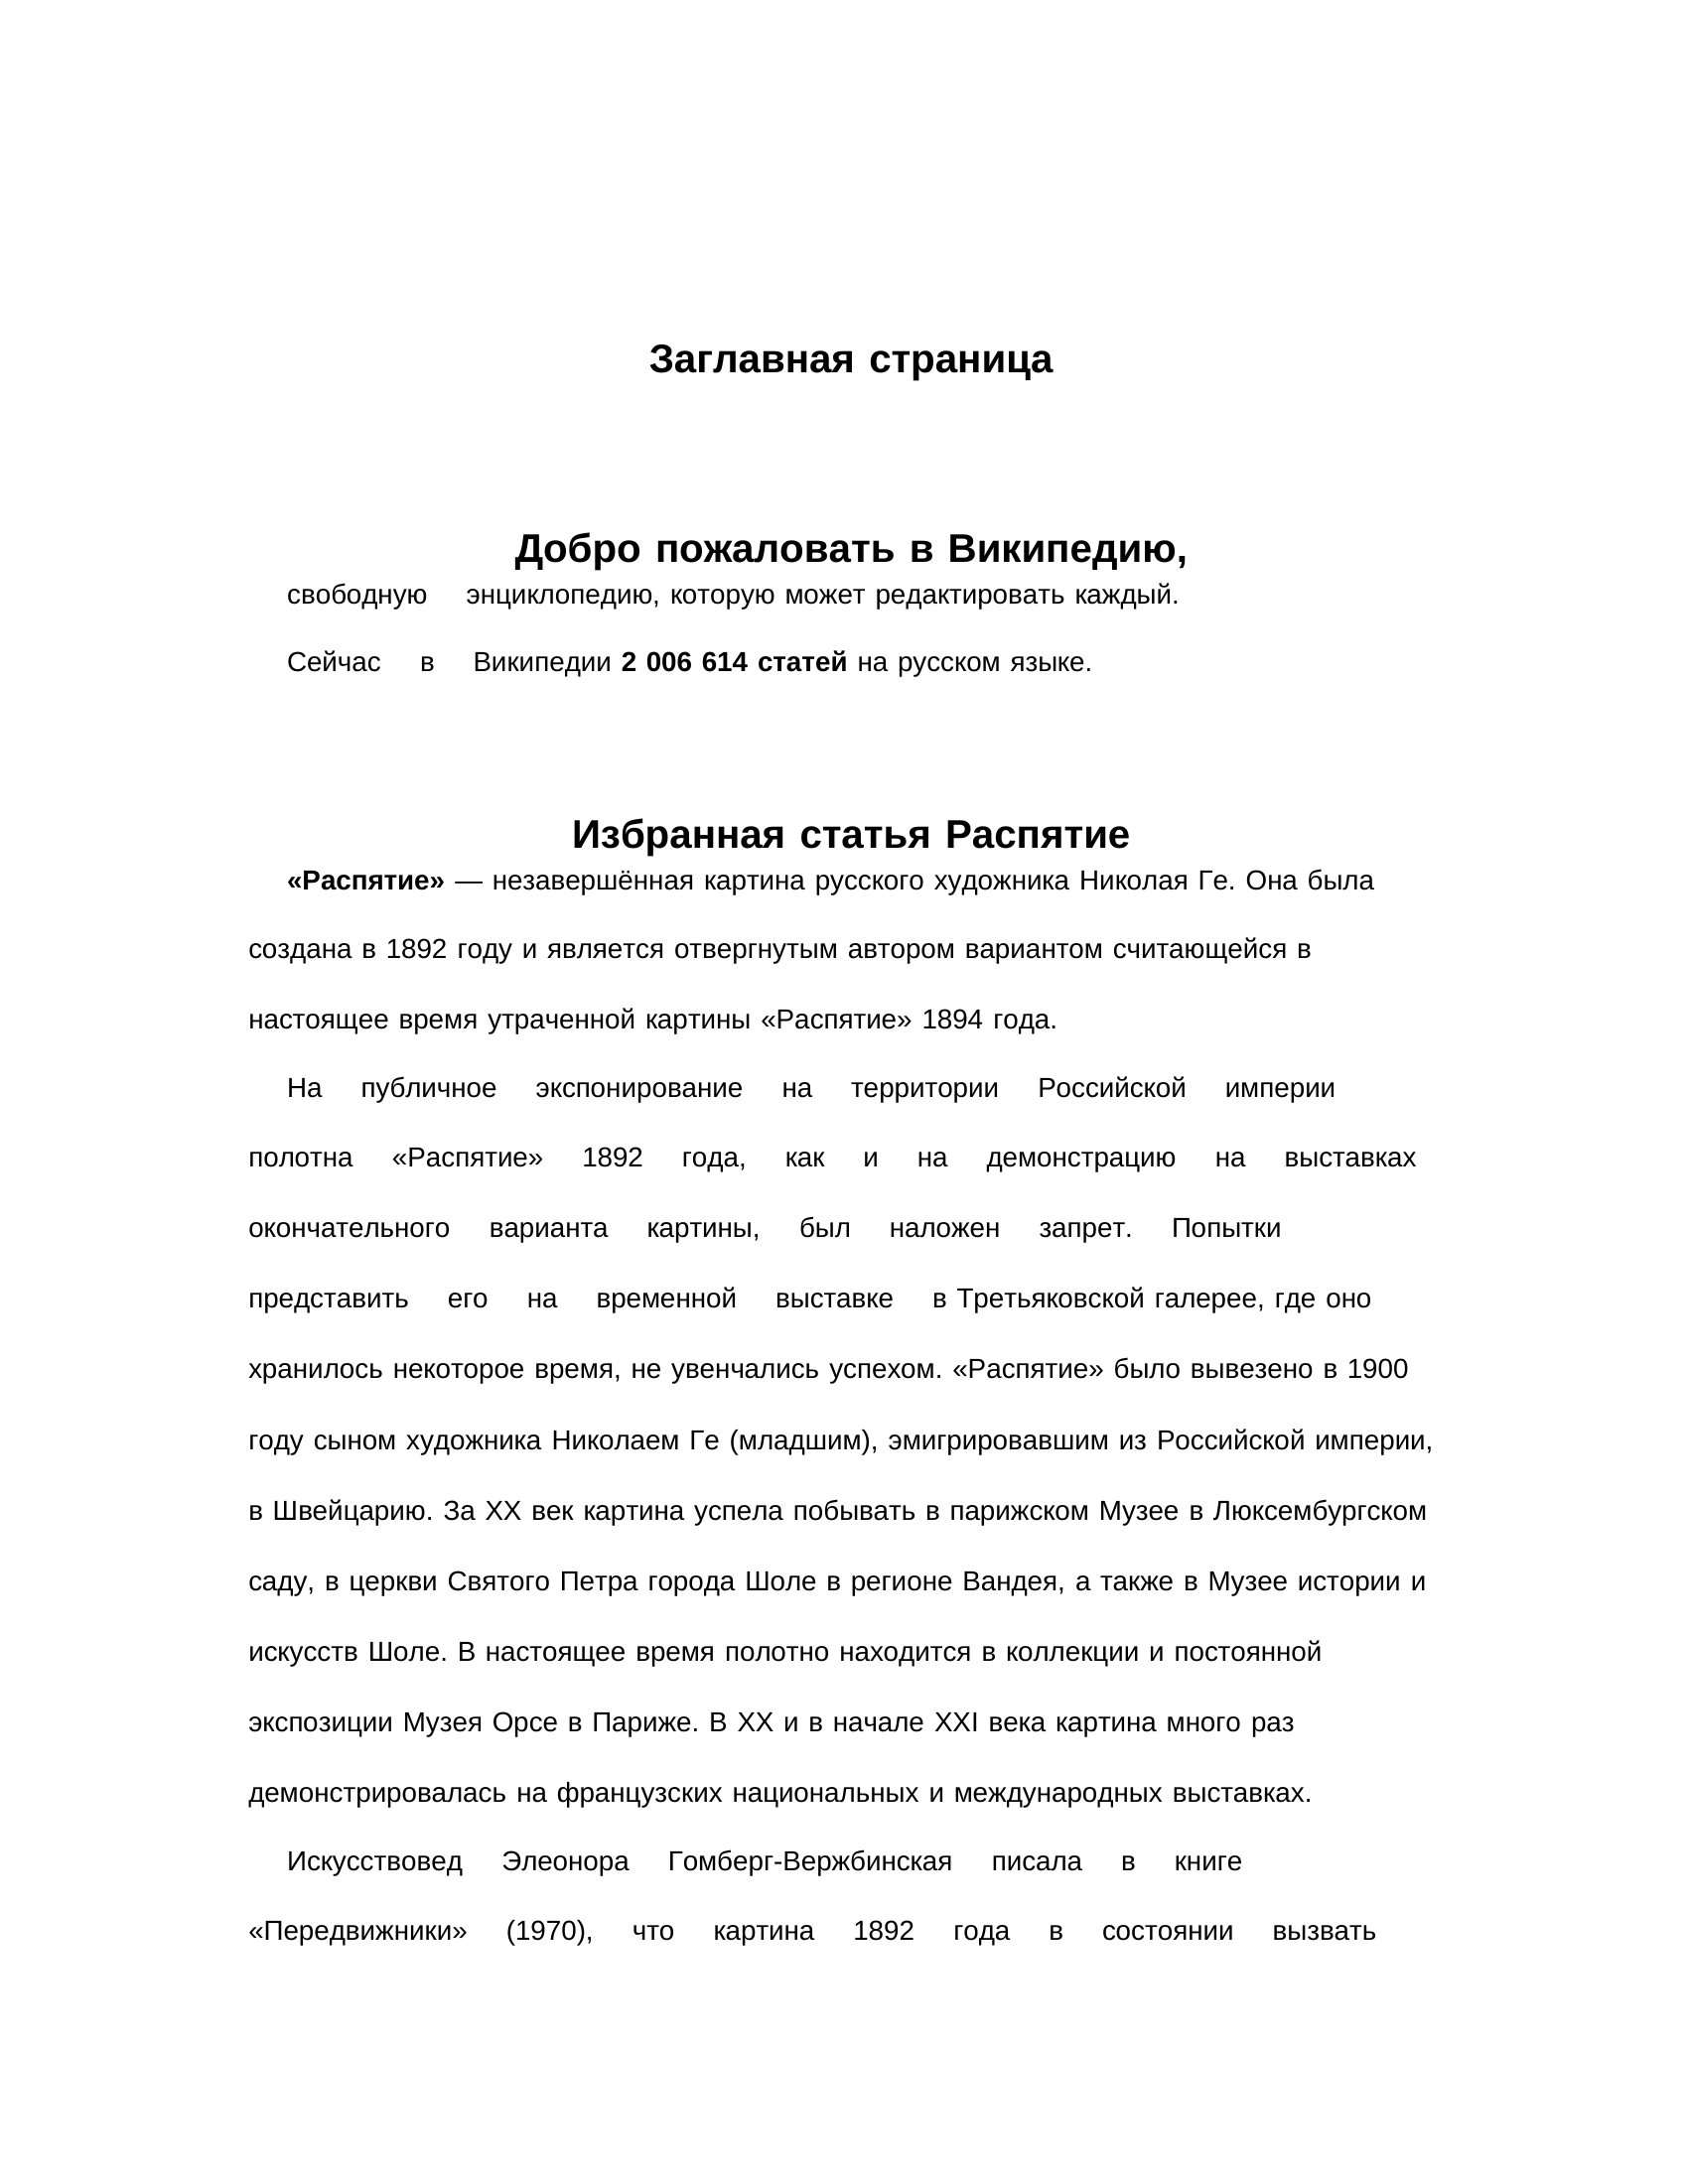 Заглавная страница
Добро пожаловать в Википедию,
свободную энциклопедию, которую может редактировать каждый.
Сейчас в Википедии 2 006 614 статей на русском языке.
Избранная статья Распятие
«Распятие» — незавершённая картина русского художника Николая Ге. Она была
создана в 1892 году и является отвергнутым автором вариантом считающейся в
настоящее время утраченной картины «Распятие» 1894 года.
На публичное экспонирование на территории Российской империи
полотна «Распятие» 1892 года, как и на демонстрацию на выставках
окончательного варианта картины, был наложен запрет. Попытки
представить его на временной выставке в Третьяковской галерее, где оно
хранилось некоторое время, не увенчались успехом. «Распятие» было вывезено в 1900
году сыном художника Николаем Ге (младшим), эмигрировавшим из Российской империи,
в Швейцарию. За XX век картина успела побывать в парижском Музее в Люксембургском
саду, в церкви Святого Петра города Шоле в регионе Вандея, а также в Музее истории и
искусств Шоле. В настоящее время полотно находится в коллекции и постоянной
экспозиции Музея Орсе в Париже. В XX и в начале XXI века картина много раз
демонстрировалась на французских национальных и международных выставках.
Искусствовед Элеонора Гомберг-Вержбинская писала в книге
«Передвижники» (1970), что картина 1892 года в состоянии вызвать